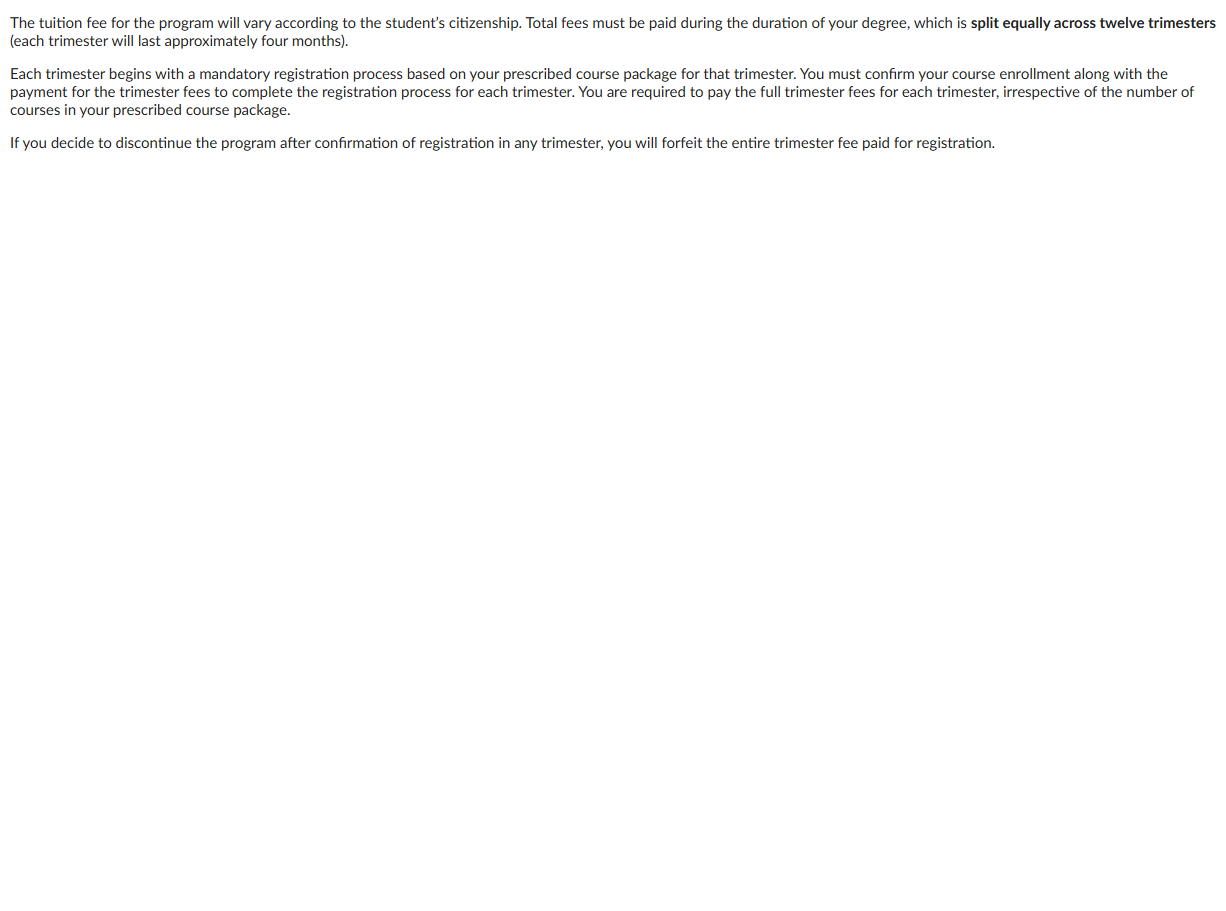 The tuition fee for the program will vary according to the student's citizenship. Total fees must be paid during the duration of your degree, which is split equally across twelve trimesters
(each trimester will last approximately four months).
Each trimester begins with a mandatory registration process based on your prescribed course package for that trimester. You must confirm your course enrollment along with the
payment for the trimester fees to complete the registration process for each trimester. You are required to pay the full trimester fees for each trimester, irrespective of the number of
courses in your prescribed course package.
If you decide to discontinue the program after confirmation of registration in any trimester, you will forfeit the entire trimester fee paid for registration.